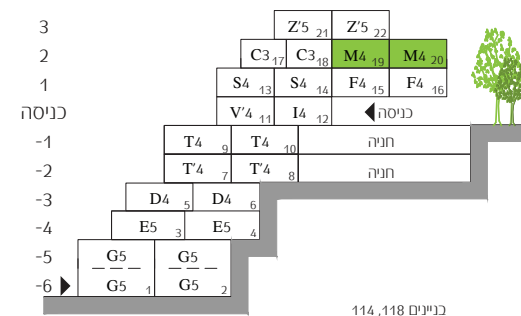 3 Z'5 21 Z'5 22
2 C3 17 C3 18 M4 19 M4 20
1 S4 13 S4 14 F4 15 F4 16
כניסה V'4 11 I4 12 כניסה
-1 T4 9 T4 10 חניה
-2 T'4 7 T'4 8 חניה
-3 D4 5 D4 6
-4 E5 3 E5 4
-5 G5 G5
-6 G5 1 G5 2
בניינים 114, 118